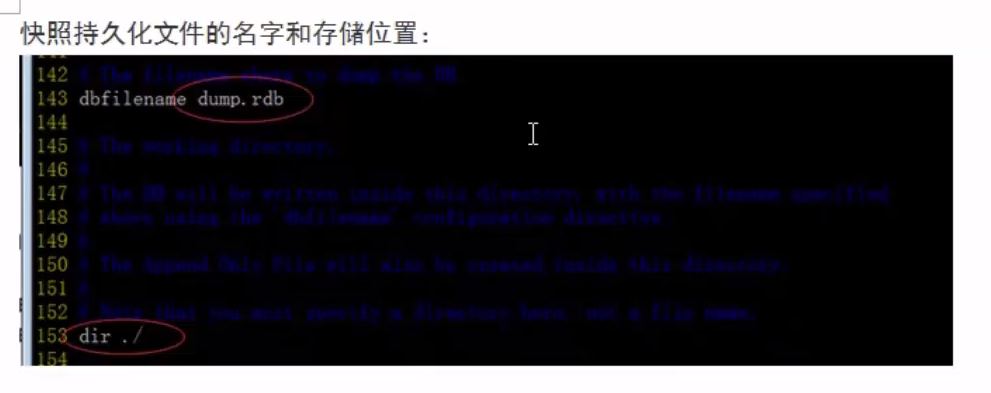 快照持久化文件的名字和存储位置：
142 # The filename where to dump the DB
143 dbfilename dump.rdb
144
145 # The working directory.
146 #
147 # The DB will be written inside this directory, with the filename specified
148 # above using the 'dbfilename' configuration directive.
149 #
150 # The Append Only File will also be created inside this directory.
151 #
152 # Note that you must specify a directory here, not a file name.
153 dir ./
154